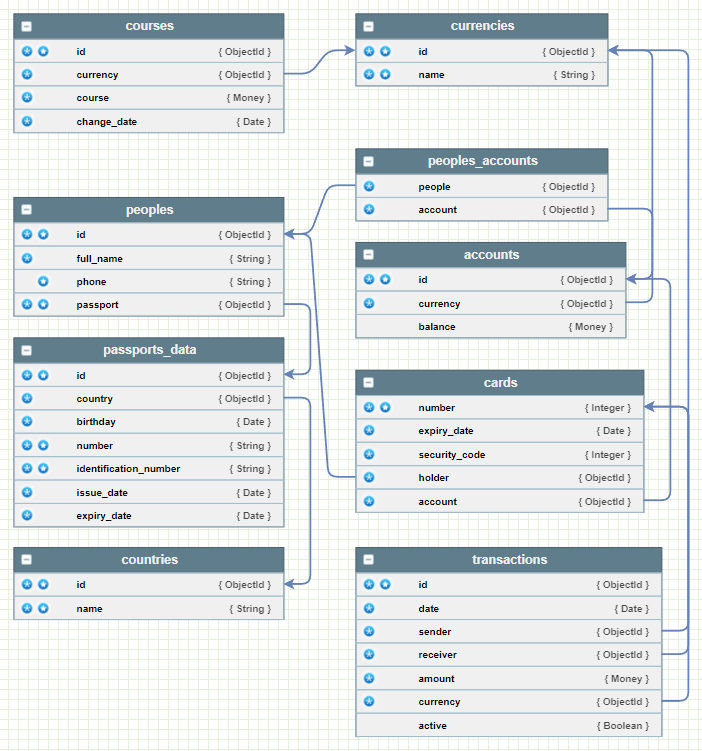 courses
id { ObjectId }
currency { ObjectId }
course { Money }
change_date { Date }
currencies
id { ObjectId }
name { String }
peoples_accounts
people { ObjectId }
account { ObjectId }
peoples
id { ObjectId }
full_name { String }
phone { String }
passport { ObjectId }
accounts
id { ObjectId }
currency { ObjectId }
balance { Money }
passports_data
id { ObjectId }
country { ObjectId }
birthday { Date }
number { String }
identification_number { String }
issue_date { Date }
expiry_date { Date }
cards
number { Integer }
expiry_date { Date }
security_code { Integer }
holder { ObjectId }
account { ObjectId }
countries
id { ObjectId }
name { String }
transactions
id { ObjectId }
date { Date }
sender { ObjectId }
receiver { ObjectId }
amount { Money }
currency { ObjectId }
active { Boolean }